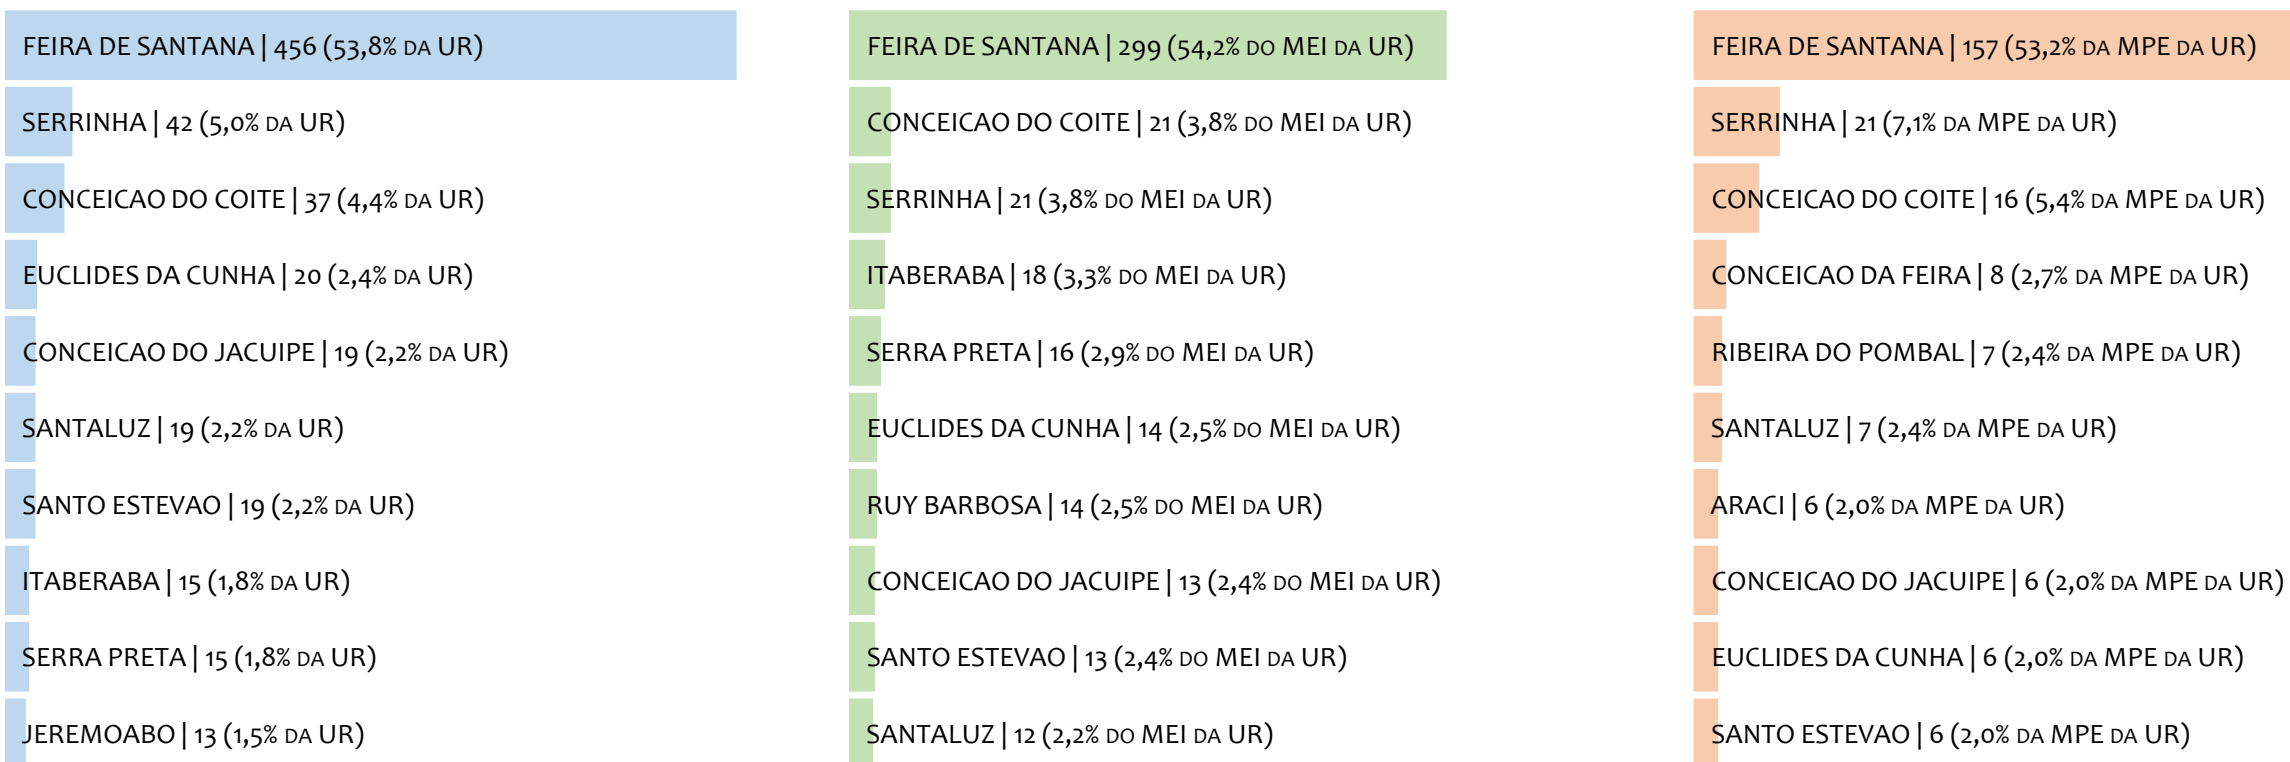 FEIRA DE SANTANA | 456 (53,8% DA UR)
SERRINHA | 42 (5,0% DA UR)
CONCEICAO DO COITE | 37 (4,4% DA UR)
EUCLIDES DA CUNHA | 20 (2,4% DA UR)
CONCEICAO DO JACUIPE | 19 (2,2% DA UR)
SANTALUZ | 19 (2,2% DA UR)
SANTO ESTEVAO | 19 (2,2% DA UR)
ITABERABA | 15 (1,8% DA UR)
SERRA PRETA | 15 (1,8% DA UR)
JEREMOABO | 13 (1,5% DA UR)
FEIRA DE SANTANA | 299 (54,2% DO MEI DA UR)
CONCEICAO DO COITE | 21 (3,8% DO MEI DA UR)
SERRINHA | 21 (3,8% DO MEI DA UR)
ITABERABA | 18 (3,3% DO MEI DA UR)
SERRA PRETA | 16 (2,9% DO MEI DA UR)
EUCLIDES DA CUNHA | 14 (2,5% DO MEI DA UR)
RUY BARBOSA | 14 (2,5% DO MEI DA UR)
CONCEICAO DO JACUIPE | 13 (2,4% DO MEI DA UR)
SANTO ESTEVAO | 13 (2,4% DO MEI DA UR)
SANTALUZ | 12 (2,2% DO MEI DA UR)
FEIRA DE SANTANA | 157 (53,2% DA MPE DA UR)
SERRINHA | 21 (7,1% DA MPE DA UR)
CONCEICAO DO COITE | 16 (5,4% DA MPE DA UR)
CONCEICAO DA FEIRA | 8 (2,7% DA MPE DA UR)
RIBEIRA DO POMBAL | 7 (2,4% DA MPE DA UR)
SANTALUZ | 7 (2,4% DA MPE DA UR)
ARACI | 6 (2,0% DA MPE DA UR)
CONCEICAO DO JACUIPE | 6 (2,0% DA MPE DA UR)
EUCLIDES DA CUNHA | 6 (2,0% DA MPE DA UR)
SANTO ESTEVAO | 6 (2,0% DA MPE DA UR)